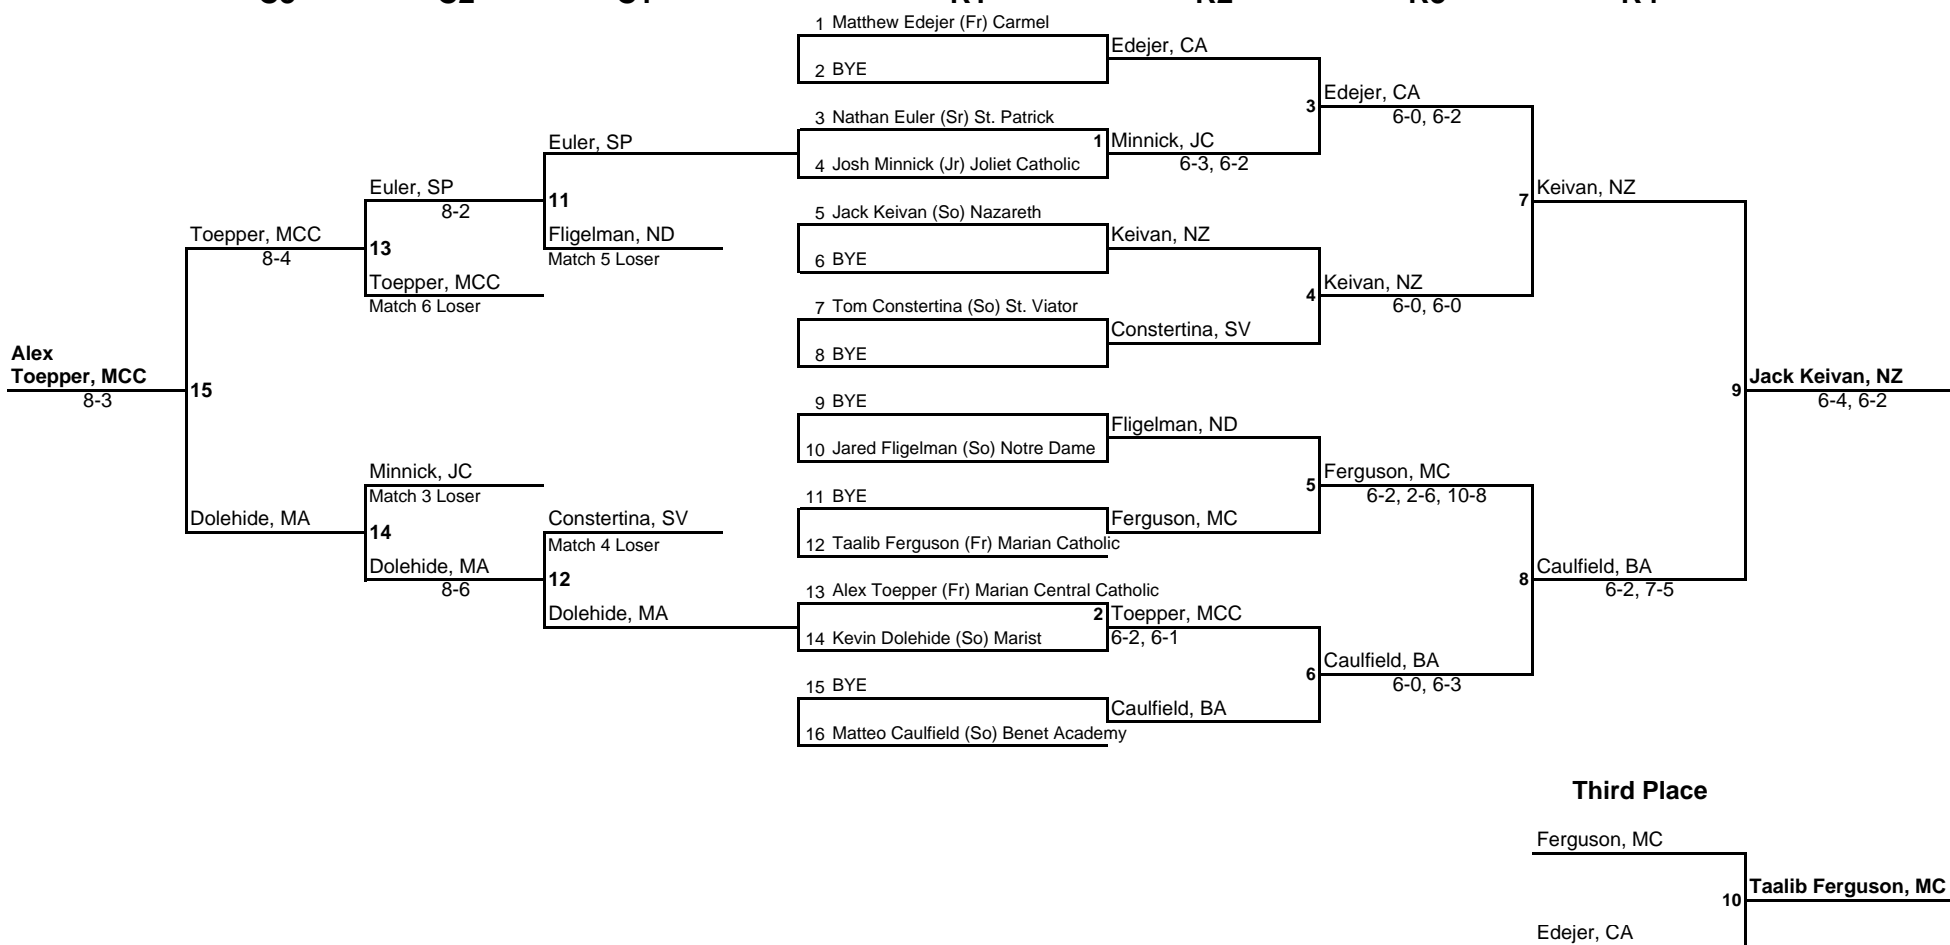 1 Matthew Edejer (Fr) Carmel
2 BYE
3 Nathan Euler (Sr) St. Patrick
4 Josh Minnick (Jr) Joliet Catholic
5 Jack Keivan (So) Nazareth
6 BYE
7 Tom Constertina (So) St. Viator
8 BYE
9 BYE
10 Jared Fligelman (So) Notre Dame
11 BYE
12 Taalib Ferguson (Fr) Marian Catholic
13 Alex Toepper (Fr) Marian Central Catholic
14 Kevin Dolehide (So) Marist
15 BYE
16 Matteo Caulfield (So) Benet Academy
Edejer, CA
1 Minnick, JC
6-3, 6-2
Keivan, NZ
Constertina, SV
Fligelman, ND
Ferguson, MC
2 Toepper, MCC
6-2, 6-1
Caulfield, BA
3 Edejer, CA
6-0, 6-2
4 Keivan, NZ
6-0, 6-0
5 Ferguson, MC
6-2, 2-6, 10-8
6 Caulfield, BA
6-0, 6-3
7 Keivan, NZ
8 Caulfield, BA
6-2, 7-5
9 Jack Keivan, NZ
6-4, 6-2
Euler, SP
11
Fligelman, ND
Match 5 Loser
Constertina, SV
Match 4 Loser
12
Dolehide, MA
Euler, SP
8-2
13
Toepper, MCC
Match 6 Loser
Minnick, JC
Match 3 Loser
14
Dolehide, MA
8-6
Toepper, MCC
8-4
15
Dolehide, MA
Alex
Toepper, MCC
8-3
Third Place
Ferguson, MC
10 Taalib Ferguson, MC
Edejer, CA